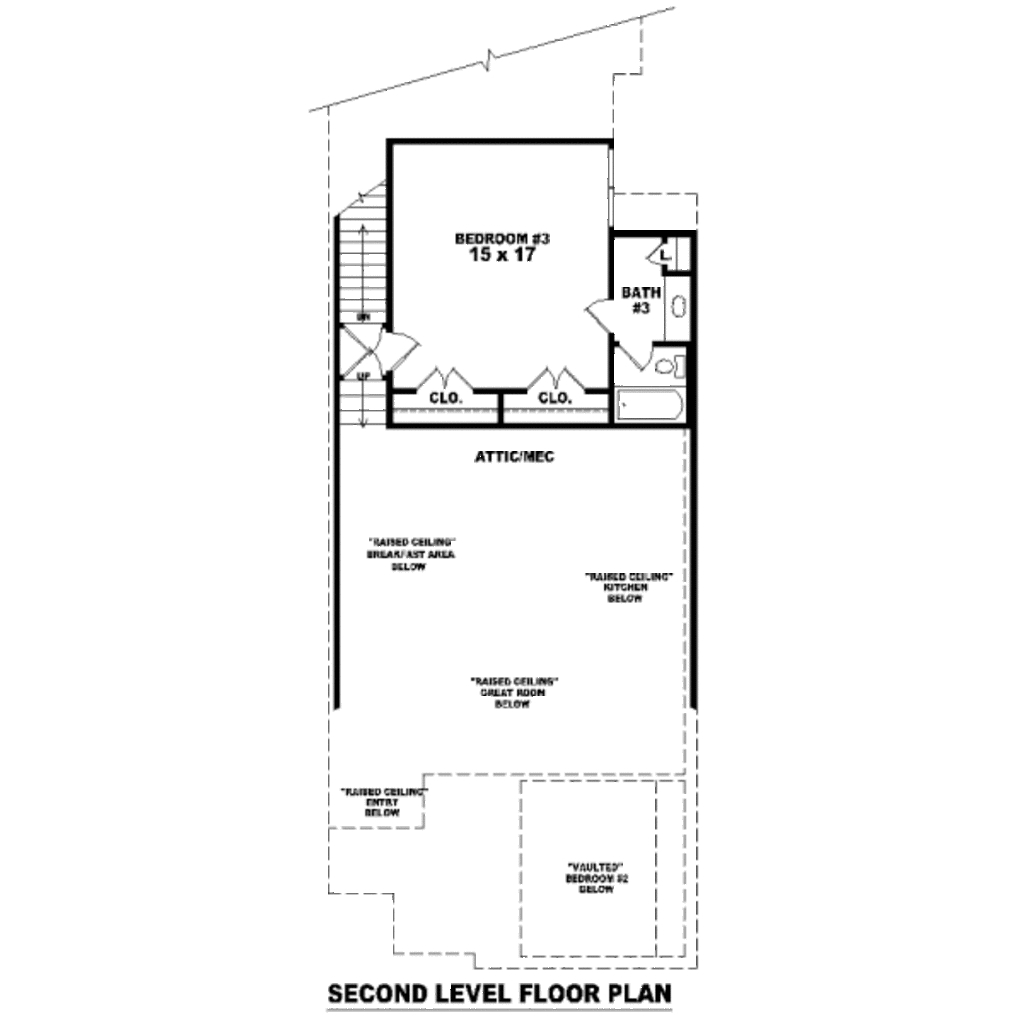 BEDROOM #3
15 x 17
L.
BATH
#3
DN
UP
CLO.
CLO.
ATTIC/MEC
"RAISED CEILING"
BREAKFAST AREA
BELOW
"RAISED CEILING"
KITCHEN
BELOW
"RAISED CEILING"
GREAT ROOM
BELOW
"RAISED CEILING"
ENTRY
BELOW
"VAULTED"
BEDROOM #2
BELOW
SECOND LEVEL FLOOR PLAN